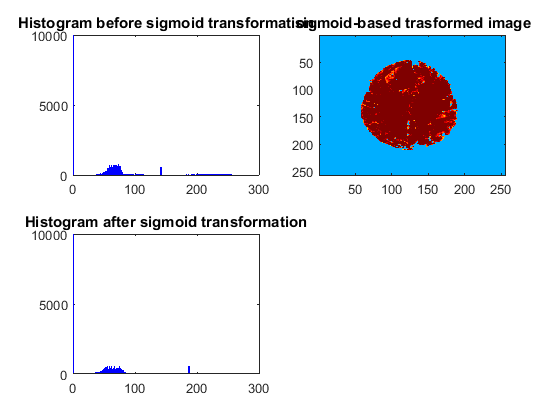 Histogram before sigmoid transformation
sigmoid-based trasformed image
10000
5000
0
0 100 200 300
50
100
150
200
250
50 100 150 200 250
Histogram after sigmoid transformation
10000
5000
0
0 100 200 300